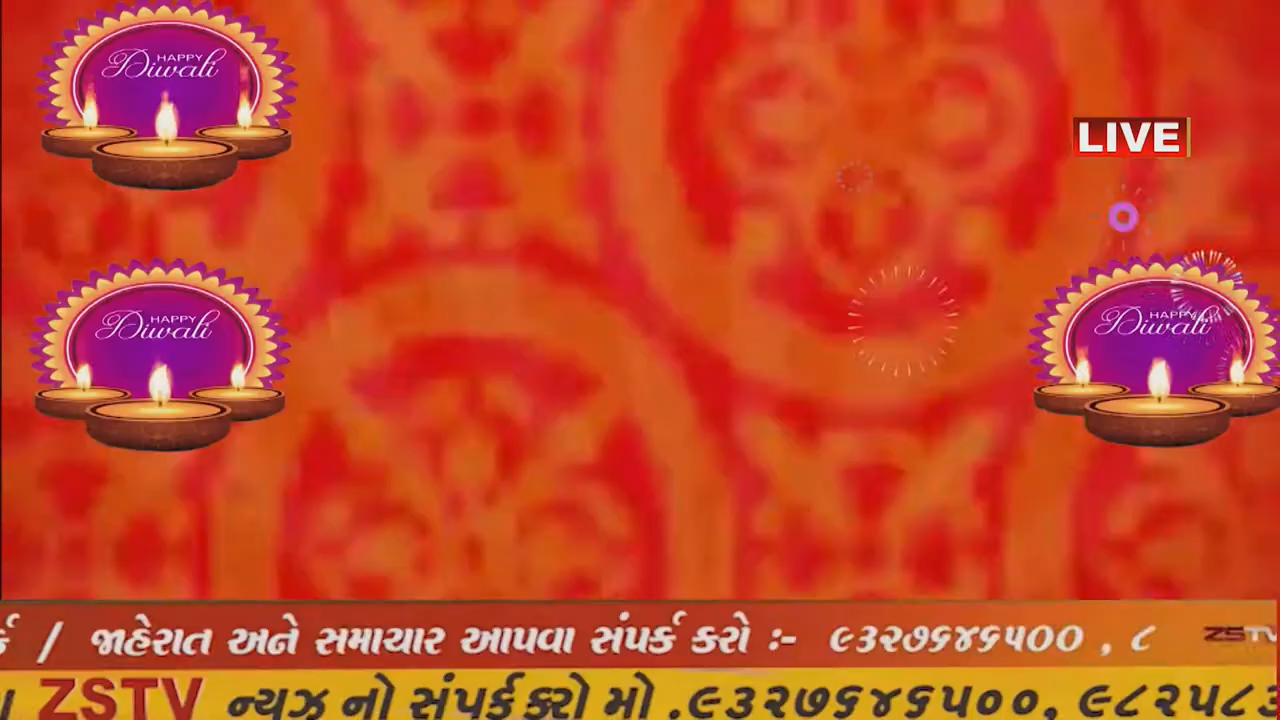 HAPPY
Diwali
LIVE
HAPPY
Diwali
HAPPY
Diwali
/ જાહેરાત અને સમાચાર આપવા સંપર્ક કરો :- ૯૩૨૭૬૪૬૫૦૦ , ૮
ZSTV
ZSTV ન્યુઝ નો સંપર્ક કરો મો .૯૩૨૭૬૪૬૫૦૦, ૯૮૨૫૮૩